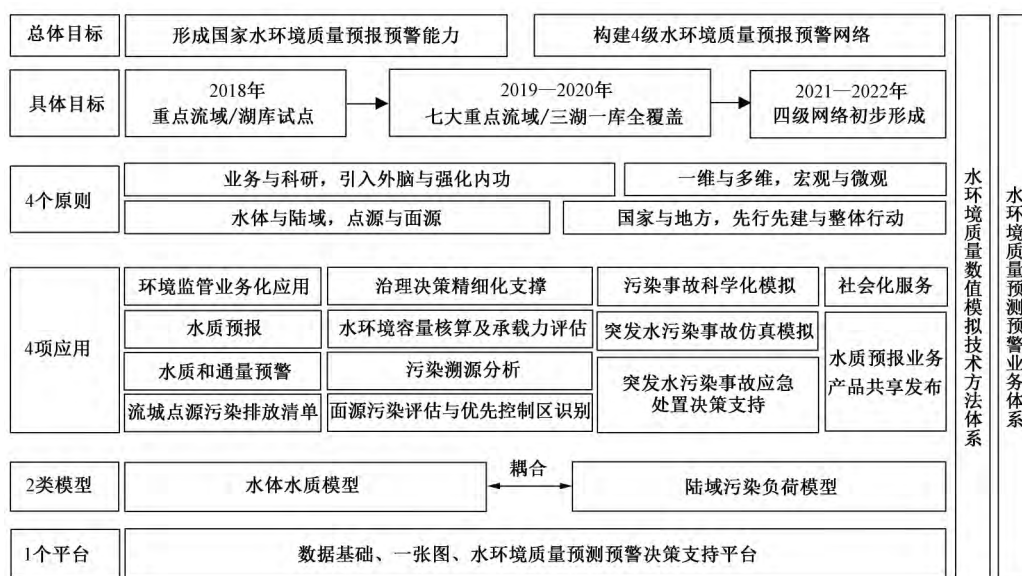 总体目标
形成国家水环境质量预报预警能力
构建4级水环境质量预报预警网络
具体目标
2018年
重点流域/湖库试点
2019—2020年
七大重点流域/三湖一库全覆盖
2021—2022年
四级网络初步形成
4个原则
业务与科研，引入外脑与强化内功
一维与多维，宏观与微观
水体与陆域，点源与面源
国家与地方，先行先建与整体行动
4项应用
环境监管业务化应用
治理决策精细化支撑
污染事故科学化模拟
社会化服务
水质预报
水环境容量核算及承载力评估
突发水污染事故仿真模拟
水质预报业务
产品共享发布
水质和通量预警
污染溯源分析
突发水污染事故应急
处置决策支持
流城点源污染排放清单
面源污染评估与优先控制区识别
2类模型
水体水质模型
耦合
陆域污染负荷模型
1个平台
数据基础、一张图、水环境质量预测预警决策支持平台
水环境质量数值模拟技术方法体系
水环境质量预测预警业务体系